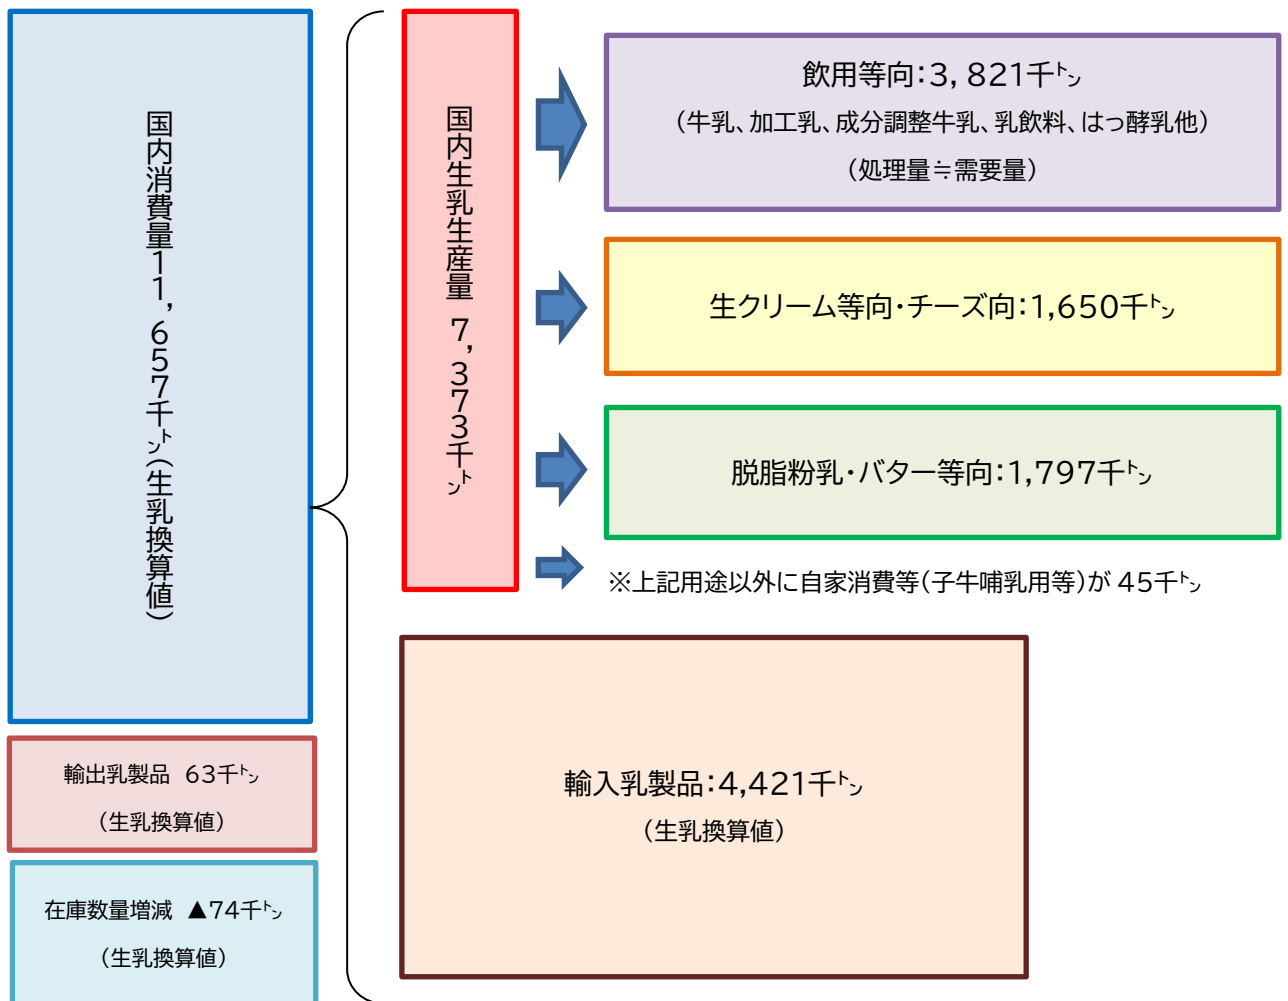 国内消費量11,657千㌧(生乳換算値)
輸出乳製品 63千㌧
(生乳換算値)
在庫数量増減 ▲74千㌧
(生乳換算値)
国内生乳生産量 7,373千㌧
飲用等向:3,821千㌧
(牛乳、加工乳、成分調整牛乳、乳飲料、はっ酵乳他)
(処理量≒需要量)
生クリーム等向・チーズ向:1,650千㌧
脱脂粉乳・バター等向:1,797千㌧
※上記用途以外に自家消費等(子牛哺乳用等)が 45千㌧
輸入乳製品:4,421千㌧
(生乳換算値)